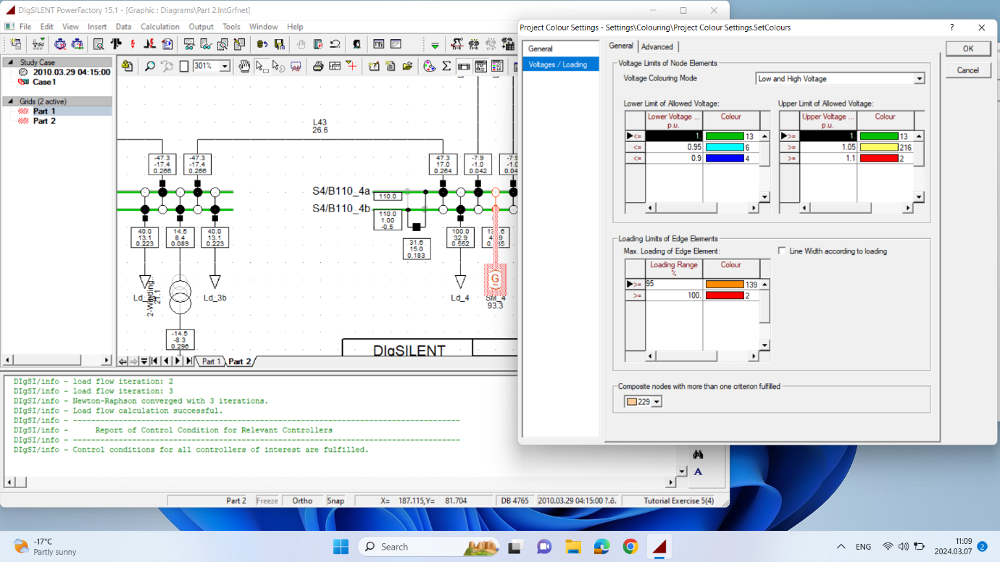 DIgSILENT PowerFactory 15.1 - [Graphic : Diagrams\Part 2.IntGrfnet]
File Edit View Insert Data Calculation Output Tools Window Help
Study Case
2010.03.29 04:15:00
Case1
Grids (2 active)
Part 1
Part 2
301%
L43
26.6
-47.3
-17.4
0.266
-47.3
-17.4
0.266
47.3
17.0
0.264
-7.9
-1.0
0.042
-7.9
-1.0
S4/B110_4a
110.0
S4/B110_4b
110.0
1.00
-0.5
40.0
13.1
0.223
14.5
8.4
0.089
40.0
13.1
0.223
31.6
15.0
0.183
100.0
32.9
0.552
G
~
Ld_3b
21.1
Ld_4
SM_4
93.3
-14.5
-8.3
0.296
DIgSILENT
Part 1 Part 2
DIgSI/info - load flow iteration: 2
DIgSI/info - load flow iteration: 3
DIgSI/info - Newton-Raphson converged with 3 iterations.
DIgSI/info - Load flow calculation successful.
DIgSI/info - --------------------------------------------------------------------
DIgSI/info - Report of Control Condition for Relevant Controllers
DIgSI/info - --------------------------------------------------------------------
DIgSI/info - Control conditions for all controllers of interest are fulfilled.
A
Part 2 Freeze Ortho Snap X= 187.115,Y= 81.704 DB 4765 2010.03.29 04:15:00 ?.õ. Tutorial Exercise 5(4)
Project Colour Settings - Settings\Colouring\Project Colour Settings.SetColours
?
General
Voltages / Loading
General Advanced
OK
Cancel
Voltage Limits of Node Elements
Voltage Colouring Mode Low and High Voltage
Lower Limit of Allowed Voltage:
Lower Voltage ... Colour
p.u.
<= 1. 13
<= 0.95 6
<= 0.9 4
Upper Limit of Allowed Voltage:
Upper Voltage ... Colour
p.u.
>= 1. 13
>= 1.05 216
>= 1.1 2
Loading Limits of Edge Elements
Max. Loading of Edge Element:
Line Width according to loading
Loading Range Colour
%
>= 95 139
>= 100. 2
Composite nodes with more than one criterion fulfilled
229
-17°C
Partly sunny
Search
ENG
11:09
2024.03.07
2